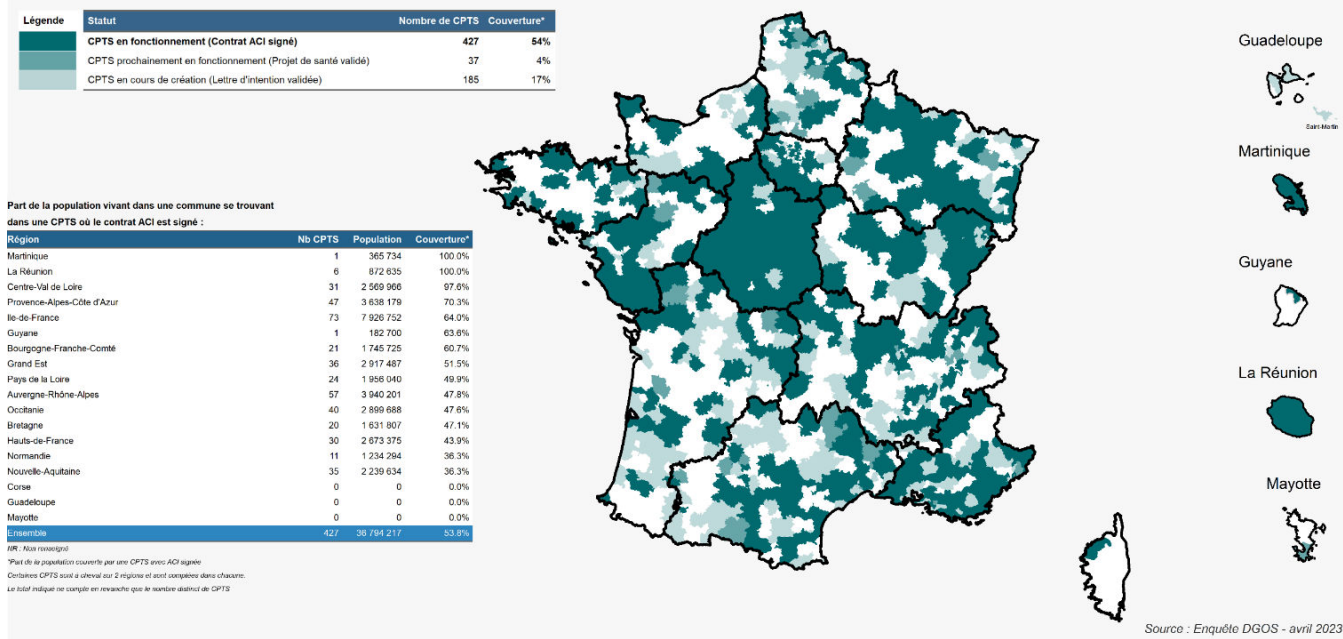 Légende Statut Nombre de CPTS Couverture*
CPTS en fonctionnement (Contrat ACI signé) 427 54%
CPTS prochainement en fonctionnement (Projet de santé validé) 37 4%
CPTS en cours de création (Lettre d'intention validée) 185 17%
Guadeloupe
Saint-Martin
Martinique
Guyane
La Réunion
Mayotte
Part de la population vivant dans une commune se trouvant
dans une CPTS où le contrat ACI est signé :
Région Nb CPTS Population Couverture*
Martinique 1 365 734 100.0%
La Réunion 6 872 635 100.0%
Centre-Val de Loire 31 2 569 966 97.6%
Provence-Alpes-Côte d'Azur 47 3 638 179 70.3%
Ile-de-France 73 7 926 752 64.0%
Guyane 1 182 700 63.6%
Bourgogne-Franche-Comté 21 1 745 725 60.7%
Grand Est 36 2 917 487 51.5%
Pays de la Loire 24 1 956 040 49.9%
Auvergne-Rhône-Alpes 57 3 940 201 47.8%
Occitanie 40 2 899 688 47.6%
Bretagne 20 1 631 807 47.1%
Hauts-de-France 30 2 673 375 43.9%
Normandie 11 1 234 294 36.3%
Nouvelle-Aquitaine 35 2 239 634 36.3%
Corse 0 0 0.0%
Guadeloupe 0 0 0.0%
Mayotte 0 0 0.0%
Ensemble 427 36 794 217 53.8%
NR : Non renseigné
*Part de la population couverte par une CPTS avec ACI signée
Certaines CPTS sont à cheval sur 2 régions et sont comptées dans chacune.
Le total indiqué ne compte en revanche que le nombre distinct de CPTS
Source : Enquête DGOS - avril 2023